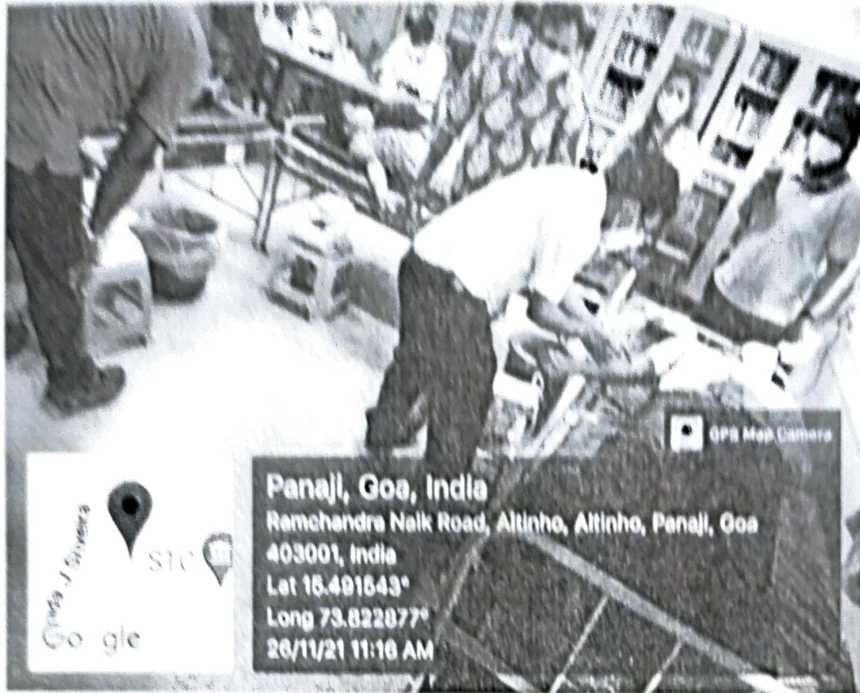 GPS Map Camera
Panaji, Goa, India
Ramchandra Naik Road, Altinho, Altinho, Panaji, Goa
403001, India
Lat 15.491543°
Long 73.822877°
26/11/21 11:16 AM
STC
Google